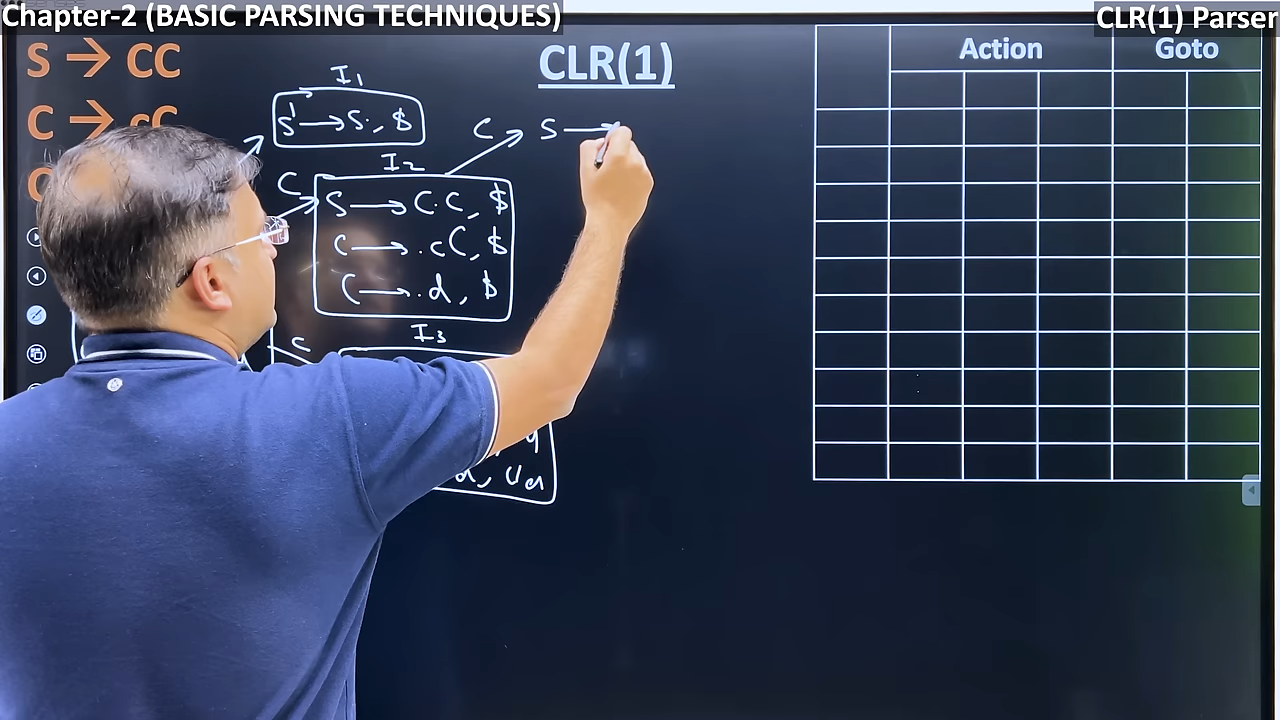 Chapter-2 (BASIC PARSING TECHNIQUES)
CLR(1) Parser
S → CC
C → cC
CLR(1)
Action Goto
I₁
S' → S·, $
C
I₂
C S →
S → C·C, $
C → .cC, $
C → .d, $
C
I₃